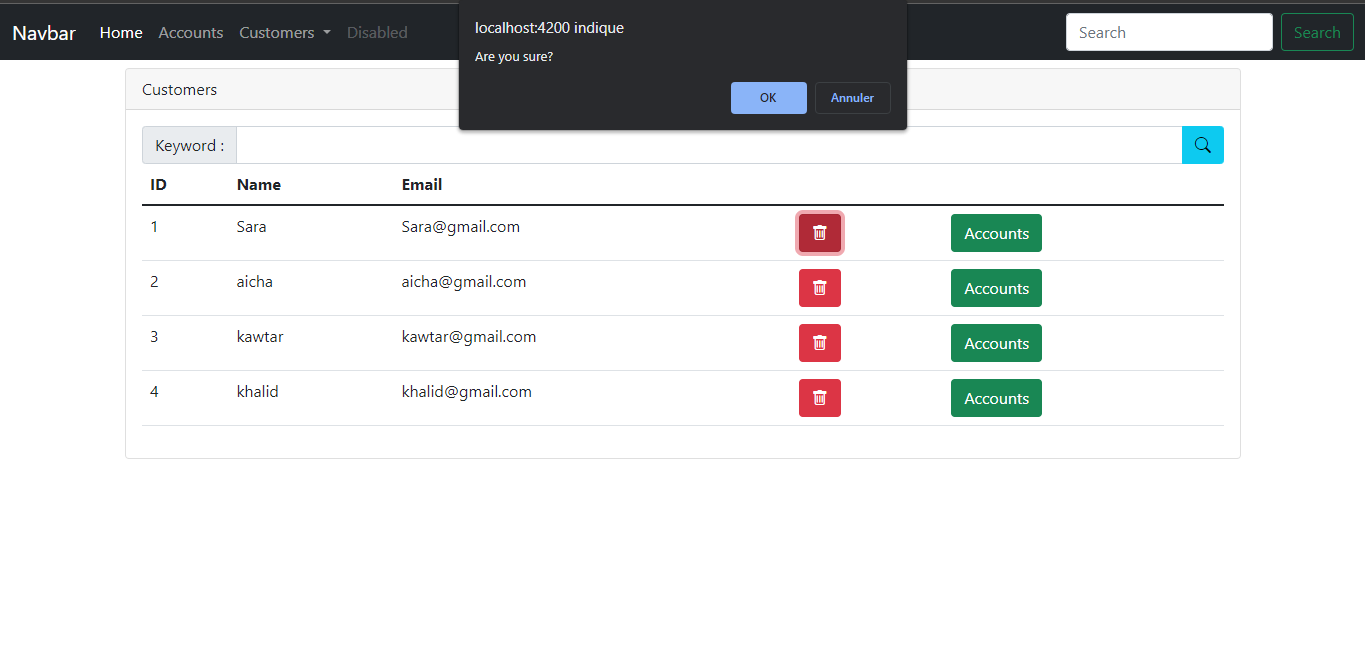 Navbar Home Accounts Customers Disabled Search Search
localhost:4200 indique
Are you sure?
OK Annuler
Customers
Keyword :
ID Name Email
1 Sara Sara@gmail.com Accounts
2 aicha aicha@gmail.com Accounts
3 kawtar kawtar@gmail.com Accounts
4 khalid khalid@gmail.com Accounts